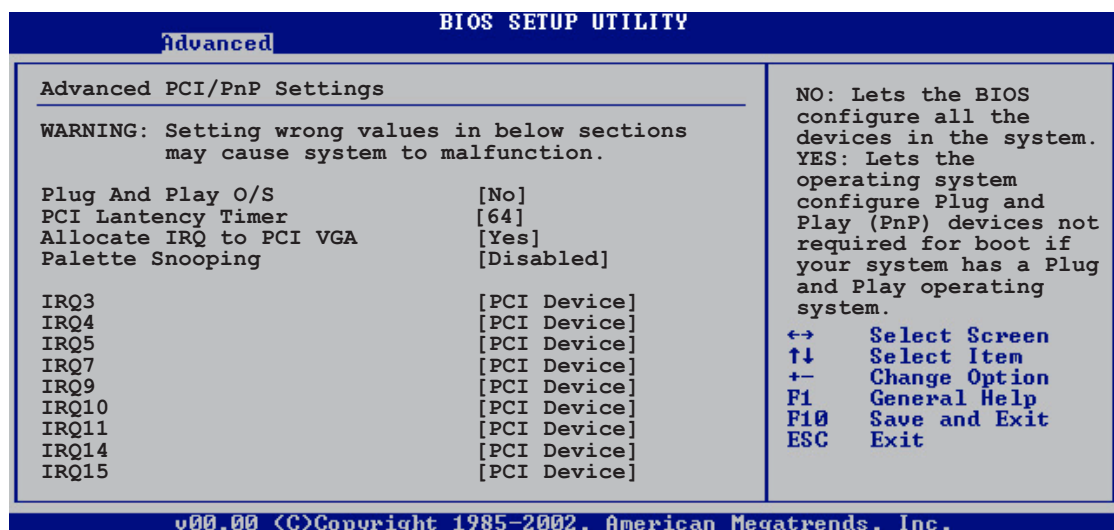 BIOS SETUP UTILITY
Advanced
Advanced PCI/PnP Settings
WARNING: Setting wrong values in below sections
may cause system to malfunction.
Plug And Play O/S [No]
PCI Lantency Timer [64]
Allocate IRQ to PCI VGA [Yes]
Palette Snooping [Disabled]
IRQ3 [PCI Device]
IRQ4 [PCI Device]
IRQ5 [PCI Device]
IRQ7 [PCI Device]
IRQ9 [PCI Device]
IRQ10 [PCI Device]
IRQ11 [PCI Device]
IRQ14 [PCI Device]
IRQ15 [PCI Device]
NO: Lets the BIOS
configure all the
devices in the system.
YES: Lets the
operating system
configure Plug and
Play (PnP) devices not
required for boot if
your system has a Plug
and Play operating
system.
←→ Select Screen
↑↓ Select Item
+- Change Option
F1 General Help
F10 Save and Exit
ESC Exit
v00.00 (C)Copyright 1985-2002, American Megatrends, Inc.